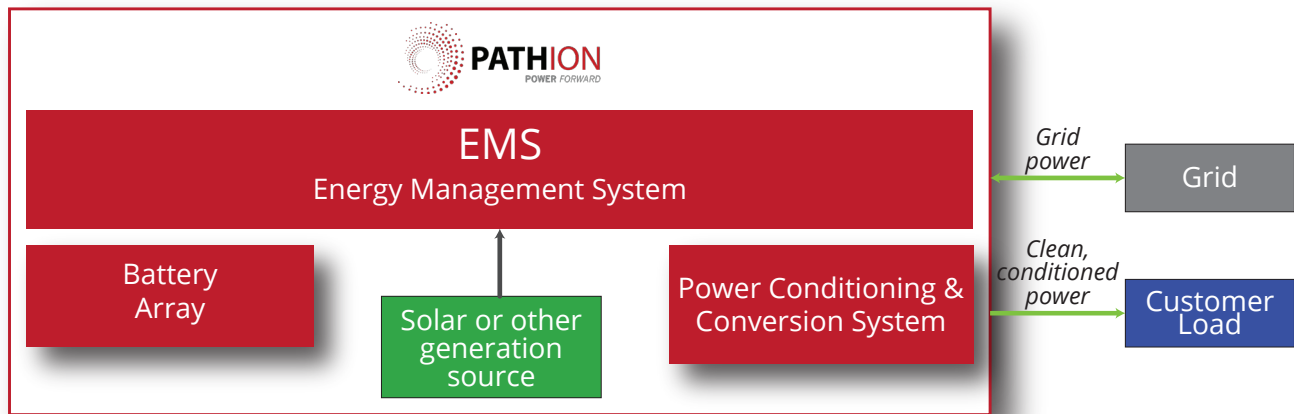 PATHION
POWER FORWARD
EMS
Energy Management System
Grid
power
Grid
Battery
Array
Solar or other
generation
source
Power Conditioning &
Conversion System
Clean,
conditioned
power
Customer
Load